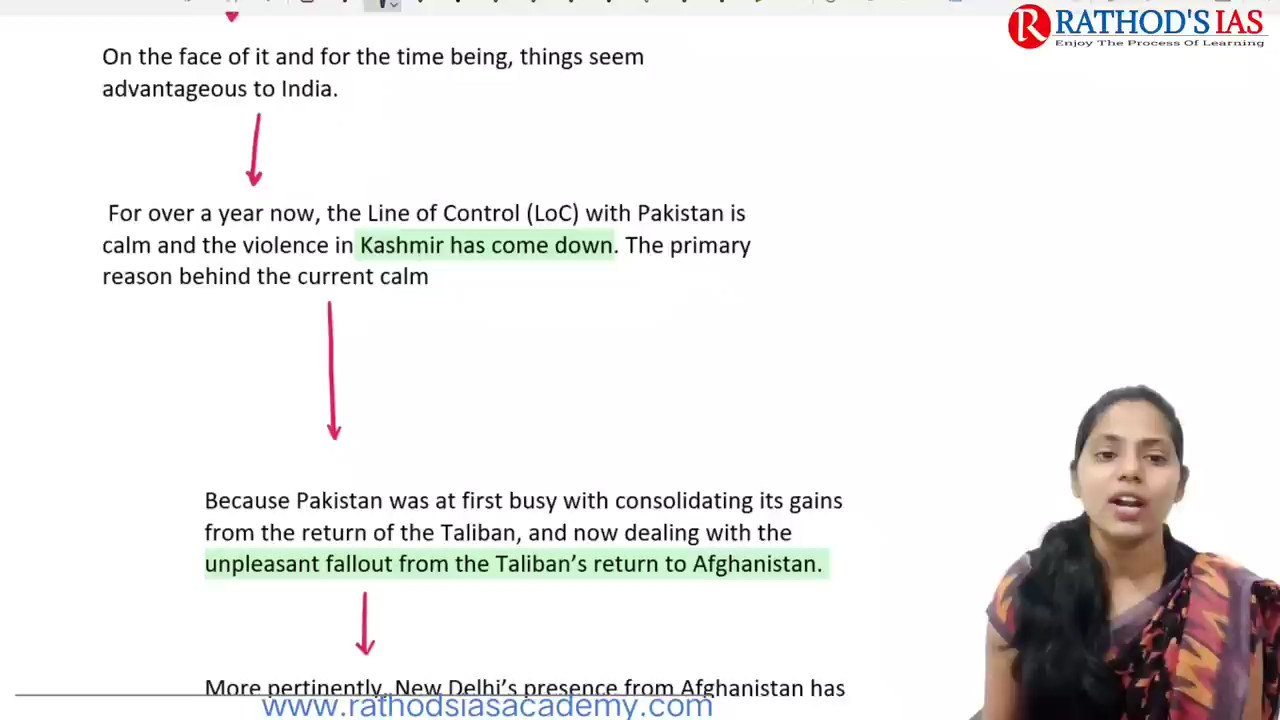 RATHOD'S IAS
Enjoy The Process Of Learning
On the face of it and for the time being, things seem
advantageous to India.
For over a year now, the Line of Control (LoC) with Pakistan is
calm and the violence in Kashmir has come down. The primary
reason behind the current calm
Because Pakistan was at first busy with consolidating its gains
from the return of the Taliban, and now dealing with the
unpleasant fallout from the Taliban’s return to Afghanistan.
More pertinently, New Delhi’s presence from Afghanistan has
www.rathodsiasacademy.com